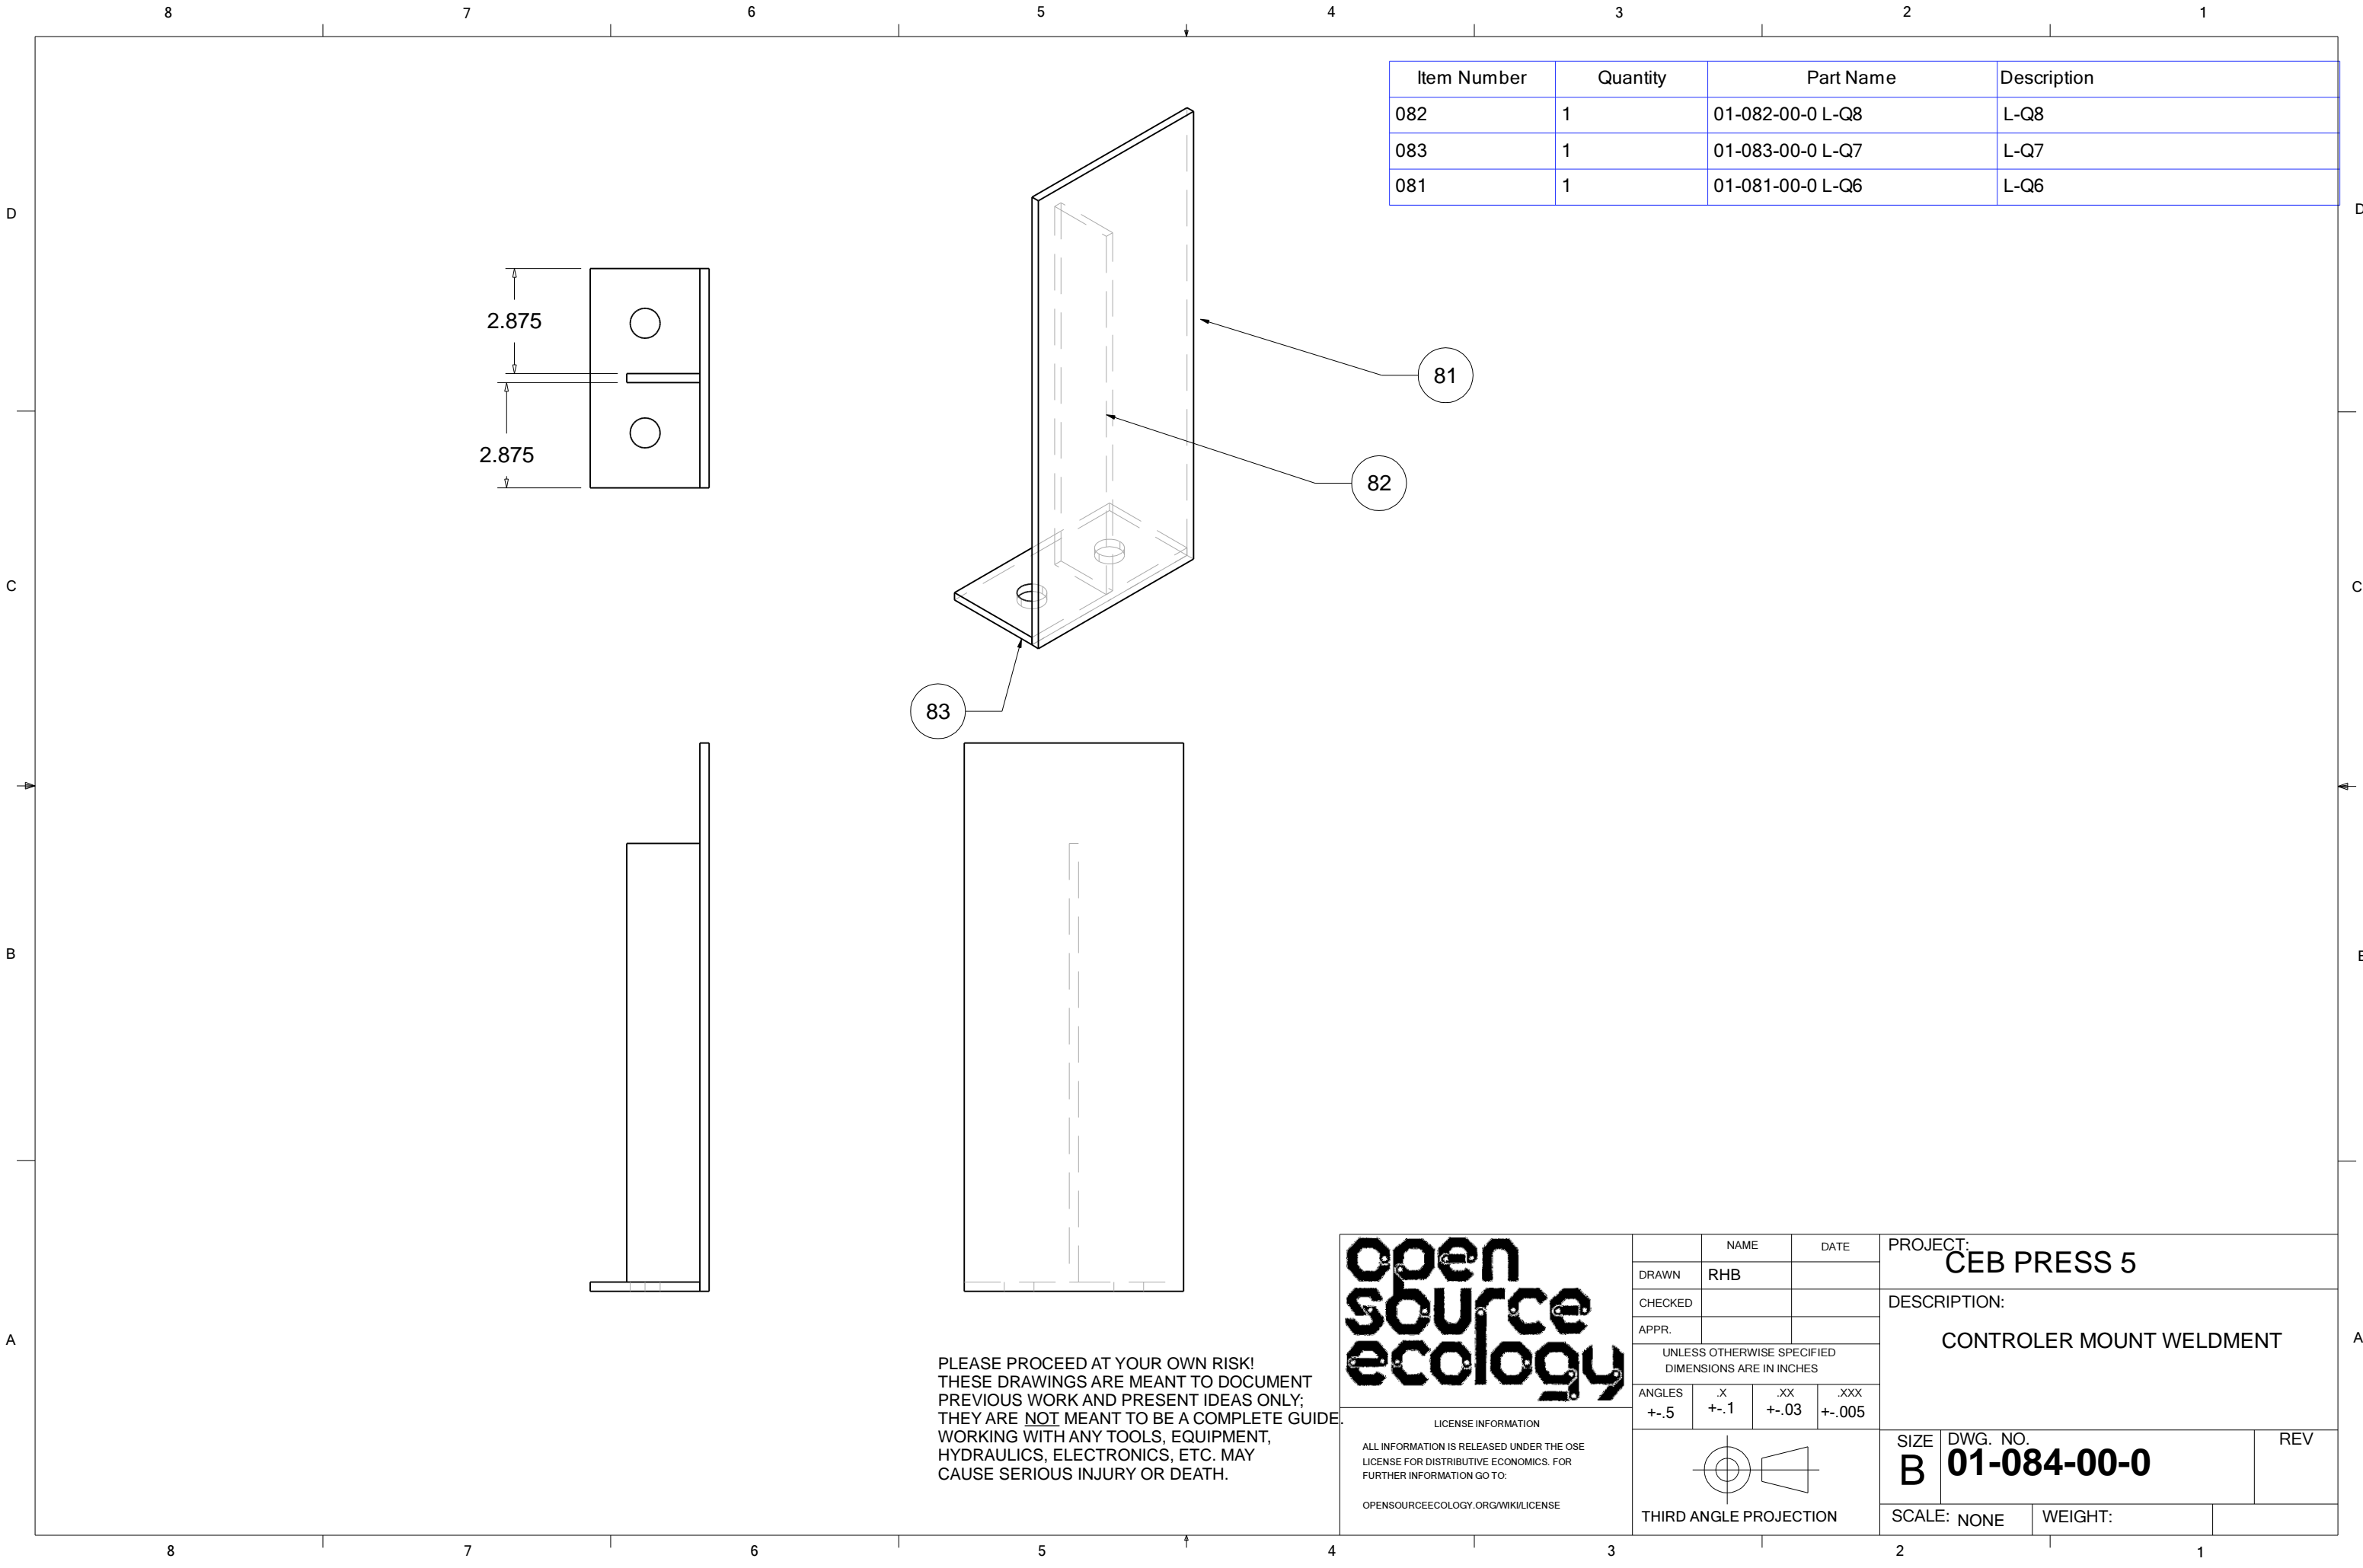 8 7 6 5 4 3 2 1
Item Number Quantity Part Name Description
082 1 01-082-00-0 L-Q8 L-Q8
083 1 01-083-00-0 L-Q7 L-Q7
081 1 01-081-00-0 L-Q6 L-Q6
D D
2.875
81
2.875
82
C C
83
B B
A A
PLEASE PROCEED AT YOUR OWN RISK!
THESE DRAWINGS ARE MEANT TO DOCUMENT
PREVIOUS WORK AND PRESENT IDEAS ONLY;
THEY ARE NOT MEANT TO BE A COMPLETE GUIDE.
WORKING WITH ANY TOOLS, EQUIPMENT,
HYDRAULICS, ELECTRONICS, ETC. MAY
CAUSE SERIOUS INJURY OR DEATH.
open
source
ecology
LICENSE INFORMATION
ALL INFORMATION IS RELEASED UNDER THE OSE
LICENSE FOR DISTRIBUTIVE ECONOMICS. FOR
FURTHER INFORMATION GO TO:
OPENSOURCEECOLOGY.ORG/WIKI/LICENSE
NAME DATE
DRAWN RHB
CHECKED
APPR.
UNLESS OTHERWISE SPECIFIED
DIMENSIONS ARE IN INCHES
ANGLES .X .XX .XXX
+-.5 +-.1 +-.03 +-.005
THIRD ANGLE PROJECTION
PROJECT:
CEB PRESS 5
DESCRIPTION:
CONTROLER MOUNT WELDMENT
SIZE DWG. NO. REV
B 01-084-00-0
SCALE: NONE WEIGHT:
8 7 6 5 4 3 2 1